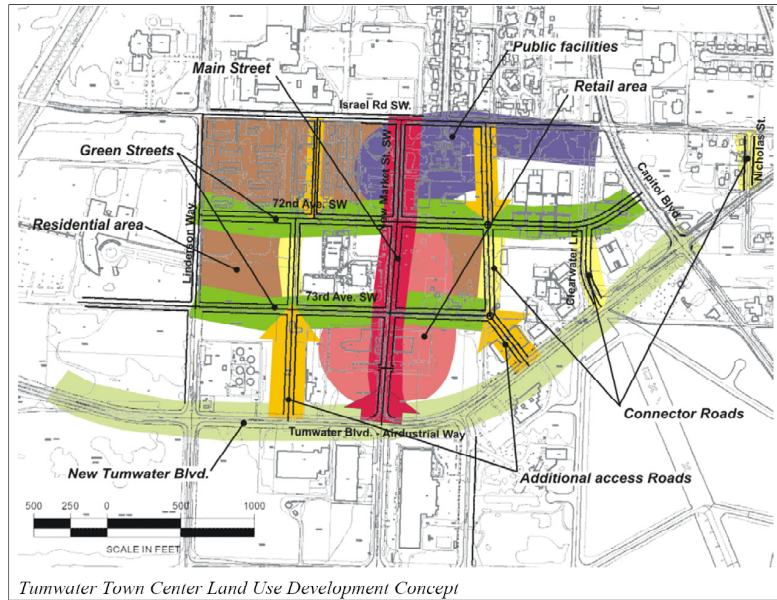 Public facilities
Main Street
Retail area
Israel Rd SW.
Nicholas St.
Green Streets
New Market St. SW
Capitol Blvd.
72nd Ave. SW
Residential area
Linderson Way
Clearwater Ln.
73rd Ave. SW
Connector Roads
Tumwater Blvd. - Airdustrial Way
New Tumwater Blvd.
Additional access Roads
500 250 0 500 1000
SCALE IN FEET
Tumwater Town Center Land Use Development Concept